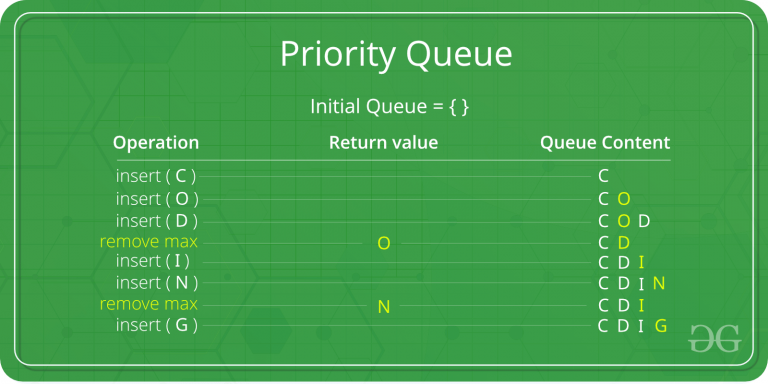 Priority Queue
Initial Queue = { }
Operation Return value Queue Content
insert ( C ) C
insert ( O ) C O
insert ( D ) C O D
remove max O C D
insert ( I ) C D I
insert ( N ) C D I N
remove max N C D I
insert ( G ) C D I G
GG